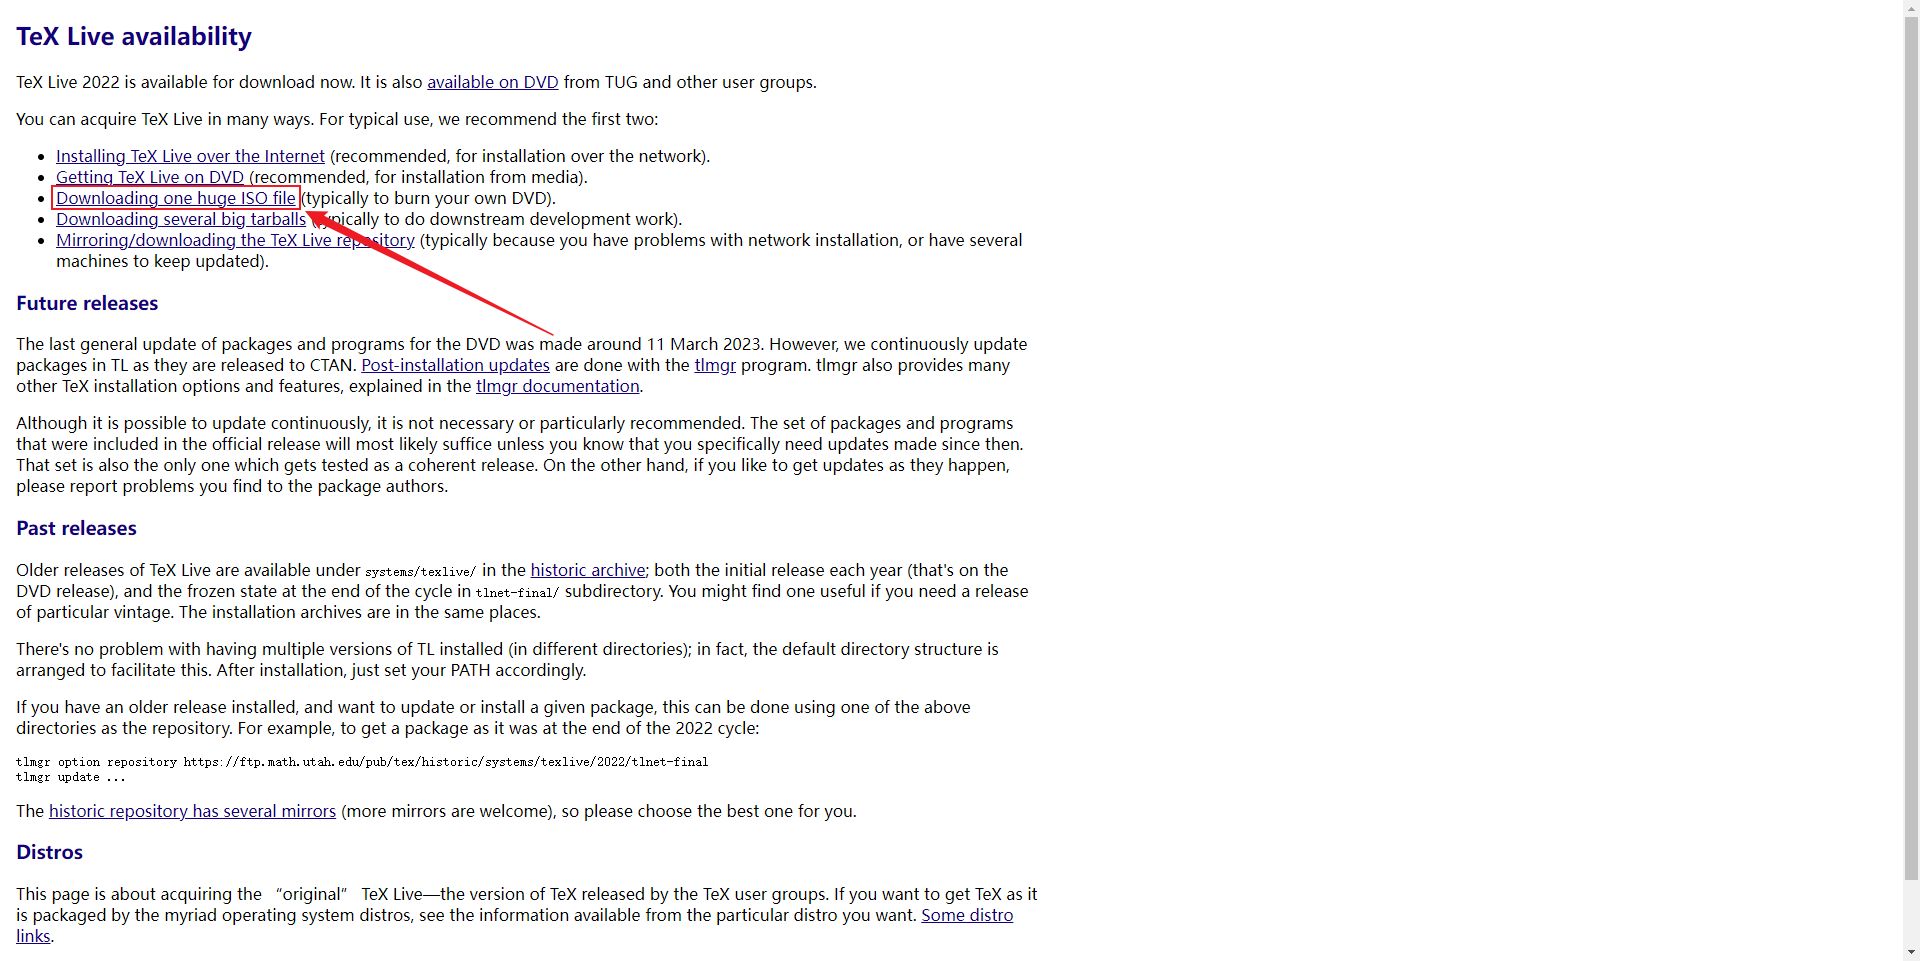 TeX Live availability
TeX Live 2022 is available for download now. It is also available on DVD from TUG and other user groups.
You can acquire TeX Live in many ways. For typical use, we recommend the first two:
Installing TeX Live over the Internet (recommended, for installation over the network).
Getting TeX Live on DVD (recommended, for installation from media).
Downloading one huge ISO file (typically to burn your own DVD).
Downloading several big tarballs (typically to do downstream development work).
Mirroring/downloading the TeX Live repository (typically because you have problems with network installation, or have several
machines to keep updated).
Future releases
The last general update of packages and programs for the DVD was made around 11 March 2023. However, we continuously update
packages in TL as they are released to CTAN. Post-installation updates are done with the tlmgr program. tlmgr also provides many
other TeX installation options and features, explained in the tlmgr documentation.
Although it is possible to update continuously, it is not necessary or particularly recommended. The set of packages and programs
that were included in the official release will most likely suffice unless you know that you specifically need updates made since then.
That set is also the only one which gets tested as a coherent release. On the other hand, if you like to get updates as they happen,
please report problems you find to the package authors.
Past releases
Older releases of TeX Live are available under systems/texlive/ in the historic archive; both the initial release each year (that's on the
DVD release), and the frozen state at the end of the cycle in tlnet-final/ subdirectory. You might find one useful if you need a release
of particular vintage. The installation archives are in the same places.
There's no problem with having multiple versions of TL installed (in different directories); in fact, the default directory structure is
arranged to facilitate this. After installation, just set your PATH accordingly.
If you have an older release installed, and want to update or install a given package, this can be done using one of the above
directories as the repository. For example, to get a package as it was at the end of the 2022 cycle:
tlmgr option repository https://ftp.math.utah.edu/pub/tex/historic/systems/texlive/2022/tlnet-final
tlmgr update ...
The historic repository has several mirrors (more mirrors are welcome), so please choose the best one for you.
Distros
This page is about acquiring the “original” TeX Live—the version of TeX released by the TeX user groups. If you want to get TeX as it
is packaged by the myriad operating system distros, see the information available from the particular distro you want. Some distro
links.